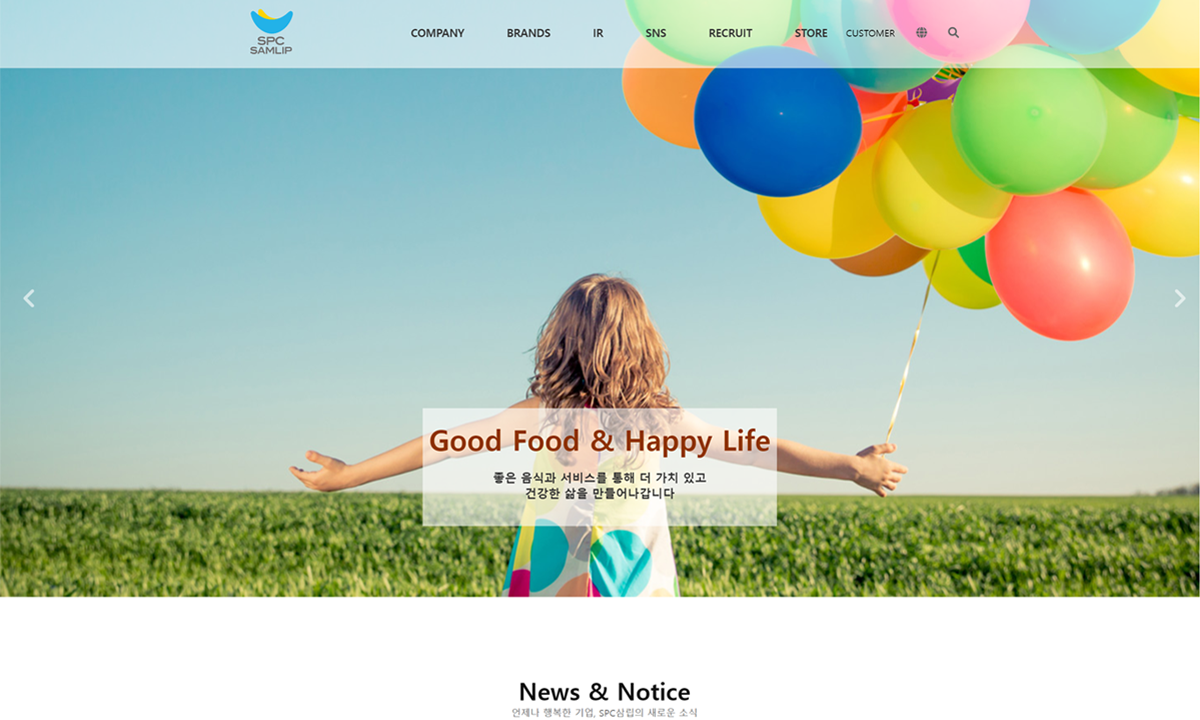 SPC
SAMLIP
COMPANY
BRANDS
IR
SNS
RECRUIT
STORE
CUSTOMER
Good Food & Happy Life
좋은 음식과 서비스를 통해 더 가치 있고
건강한 삶을 만들어나갑니다
News & Notice
언제나 행복한 기업, SPC삼립의 새로운 소식